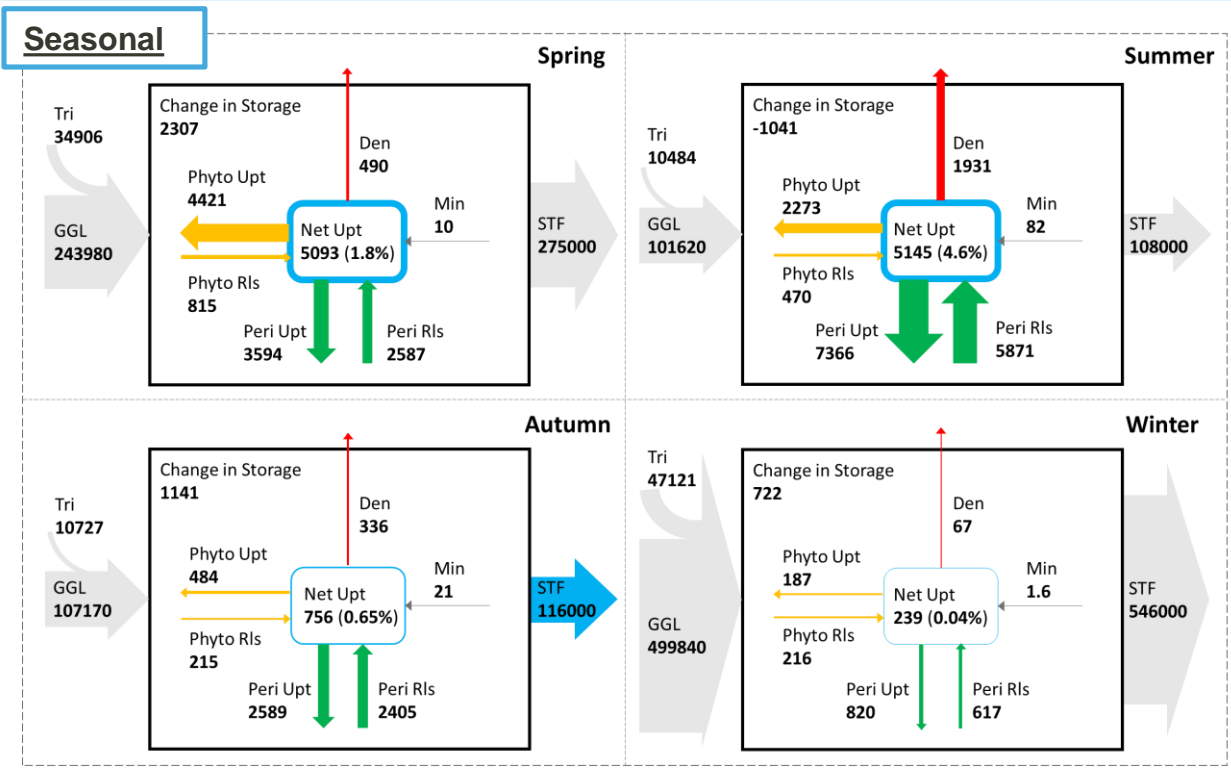 Seasonal
Spring
Tri
34906
GGL
243980
Change in Storage
2307
Den
490
Phyto Upt
4421
Net Upt
5093 (1.8%)
Min
10
Phyto Rls
815
Peri Upt
3594
Peri Rls
2587
STF
275000
Summer
Tri
10484
GGL
101620
Change in Storage
-1041
Den
1931
Phyto Upt
2273
Net Upt
5145 (4.6%)
Min
82
Phyto Rls
470
Peri Upt
7366
Peri Rls
5871
STF
108000
Autumn
Tri
10727
GGL
107170
Change in Storage
1141
Den
336
Phyto Upt
484
Net Upt
756 (0.65%)
Min
21
Phyto Rls
215
Peri Upt
2589
Peri Rls
2405
STF
116000
Winter
Tri
47121
GGL
499840
Change in Storage
722
Den
67
Phyto Upt
187
Net Upt
239 (0.04%)
Min
1.6
Phyto Rls
216
Peri Upt
820
Peri Rls
617
STF
546000